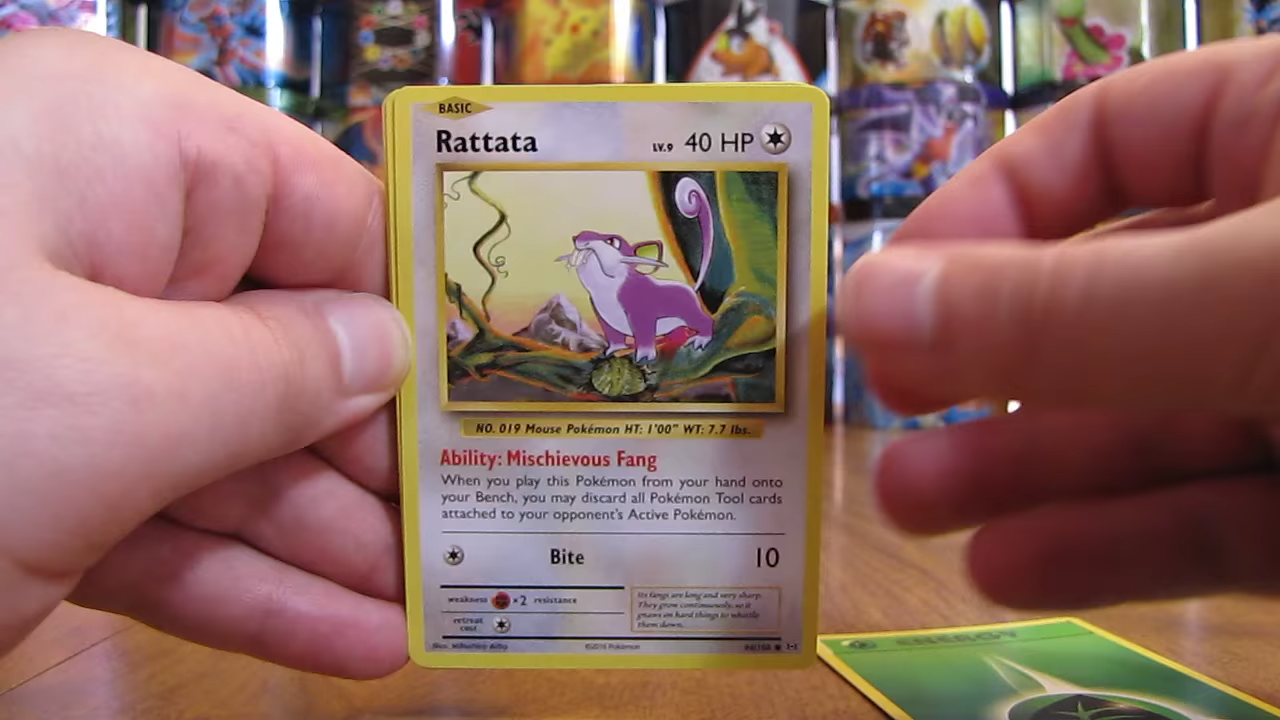 BASIC
Rattata LV.9 40 HP
NO. 019 Mouse Pokémon HT: 1'00" WT: 7.7 lbs.
Ability: Mischievous Fang
When you play this Pokémon from your hand onto
your Bench, you may discard all Pokémon Tool cards
attached to your opponent's Active Pokémon.
Bite 10
weakness ×2 resistance
retreat
cost
Its fangs are long and very sharp.
They grow continuously, so it
gnaws on hard things to whittle
them down.
©2016 Pokémon
ENERGY